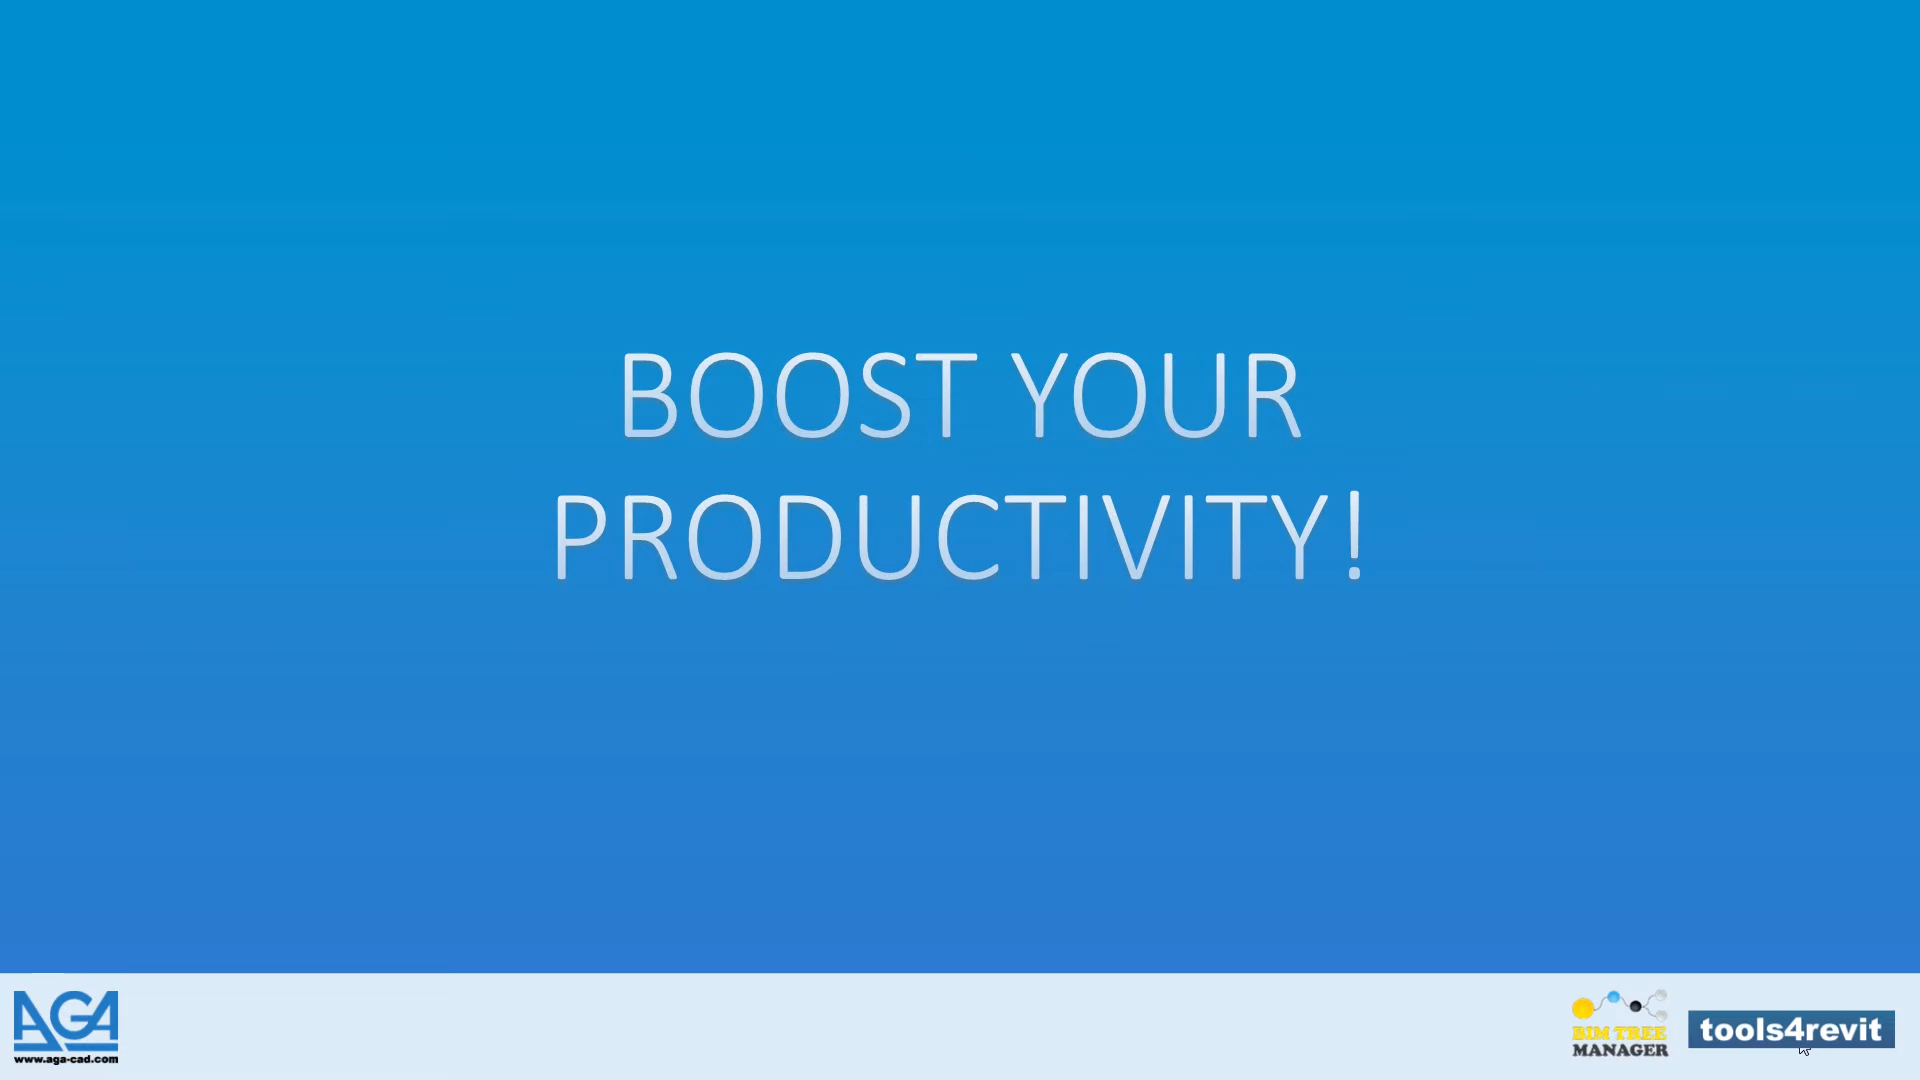 BOOST YOUR
PRODUCTIVITY!
AGA
www.aga-cad.com
BIM TREE
MANAGER
tools4revit